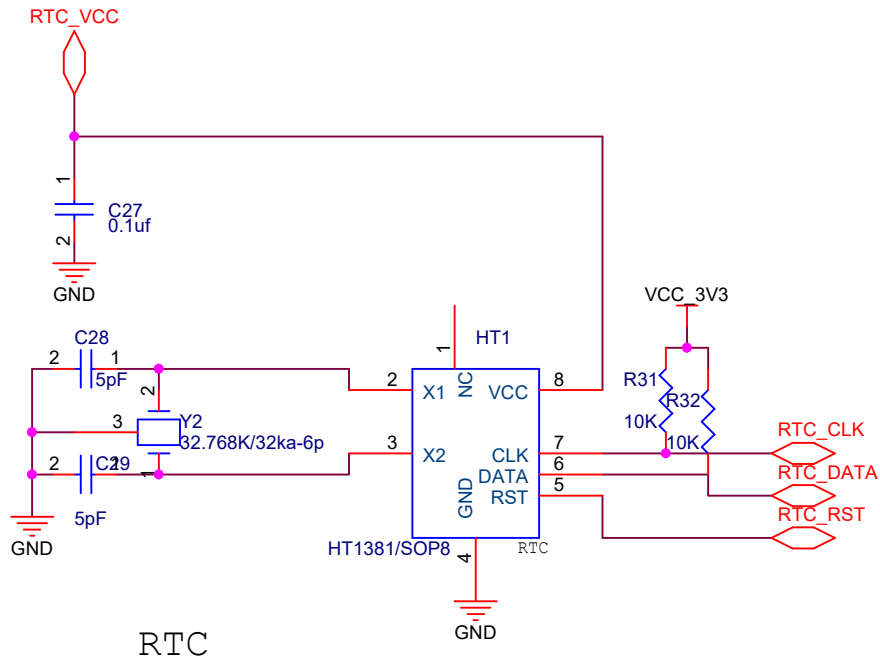 RTC_VCC
1
C27
0.1uf
2
GND
VCC_3V3
1
HT1
NC
C28
2
1
5pF
2
X1
VCC
8
R31
10K
R32
10K
2
3
Y2
32.768K/32ka-6p
1
3
X2
CLK
7
RTC_CLK
DATA
6
RTC_DATA
GND
RST
5
RTC_RST
2
C29
1
5pF
GND
HT1381/SOP8
RTC
4
GND
RTC